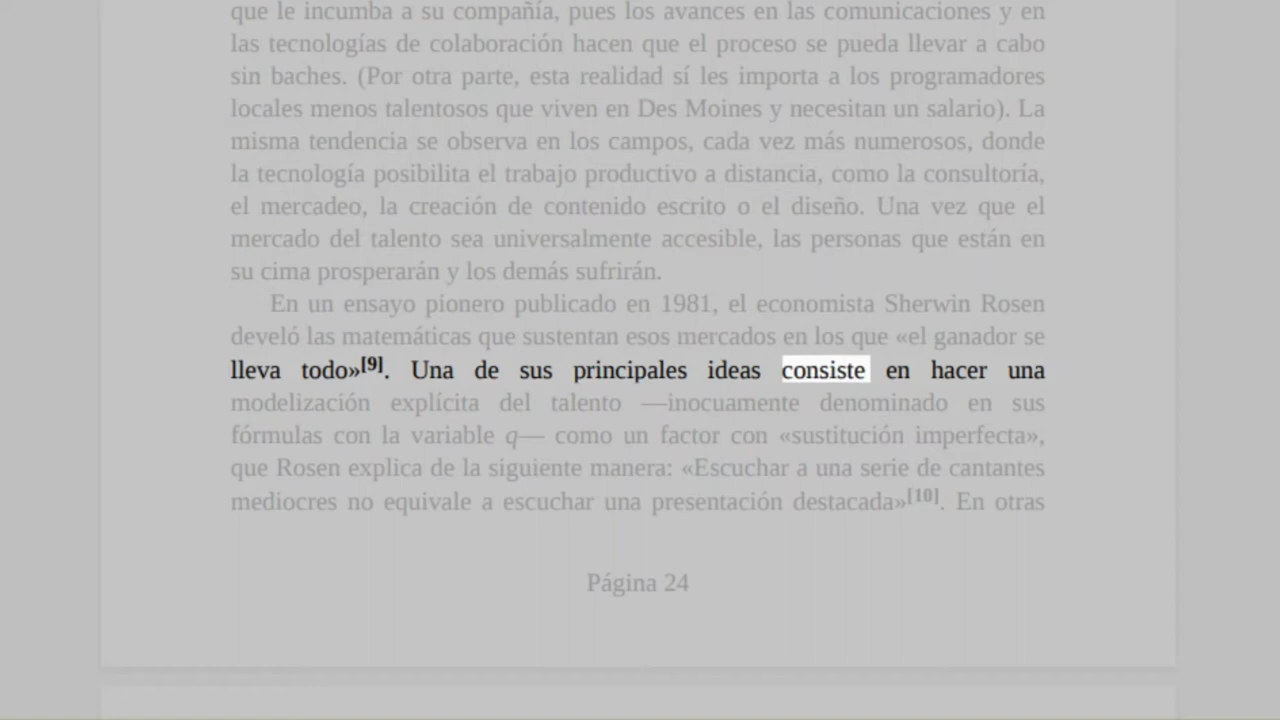 que le incumba a su compañía, pues los avances en las comunicaciones y en
las tecnologías de colaboración hacen que el proceso se pueda llevar a cabo
sin baches. (Por otra parte, esta realidad sí les importa a los programadores
locales menos talentosos que viven en Des Moines y necesitan un salario). La
misma tendencia se observa en los campos, cada vez más numerosos, donde
la tecnología posibilita el trabajo productivo a distancia, como la consultoría,
el mercadeo, la creación de contenido escrito o el diseño. Una vez que el
mercado del talento sea universalmente accesible, las personas que están en
su cima prosperarán y los demás sufrirán.
En un ensayo pionero publicado en 1981, el economista Sherwin Rosen
develó las matemáticas que sustentan esos mercados en los que «el ganador se
lleva todo»[9]. Una de sus principales ideas consiste en hacer una
modelización explícita del talento —inocuamente denominado en sus
fórmulas con la variable q— como un factor con «sustitución imperfecta»,
que Rosen explica de la siguiente manera: «Escuchar a una serie de cantantes
mediocres no equivale a escuchar una presentación destacada»[10]. En otras
Página 24